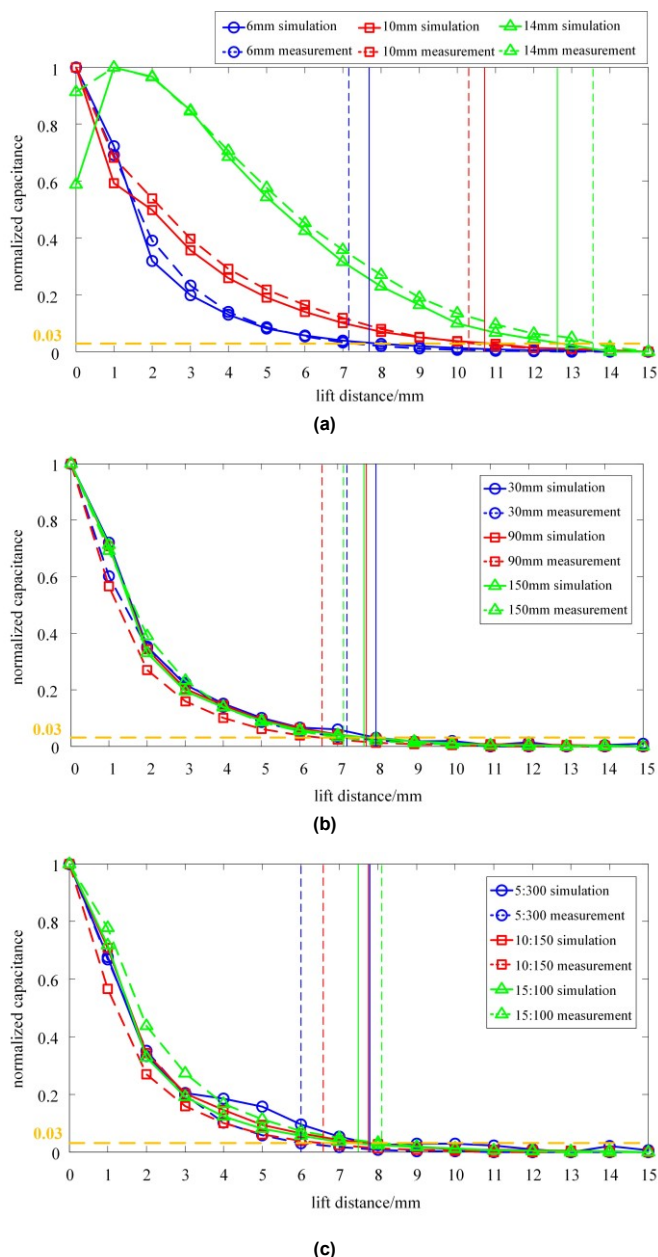 6mm simulation 10mm simulation 14mm simulation
6mm measurement 10mm measurement 14mm measurement
1
0.8
0.6
0.4
0.2
0
0.03
normalized capacitance
0 1 2 3 4 5 6 7 8 9 10 11 12 13 14 15
lift distance/mm
(a)
1
0.8
0.6
0.4
0.2
0
0.03
normalized capacitance
30mm simulation
30mm measurement
90mm simulation
90mm measurement
150mm simulation
150mm measurement
0 1 2 3 4 5 6 7 8 9 10 11 12 13 14 15
lift distance/mm
(b)
1
0.8
0.6
0.4
0.2
0
0.03
normalized capacitance
5:300 simulation
5:300 measurement
10:150 simulation
10:150 measurement
15:100 simulation
15:100 measurement
0 1 2 3 4 5 6 7 8 9 10 11 12 13 14 15
lift distance/mm
(c)